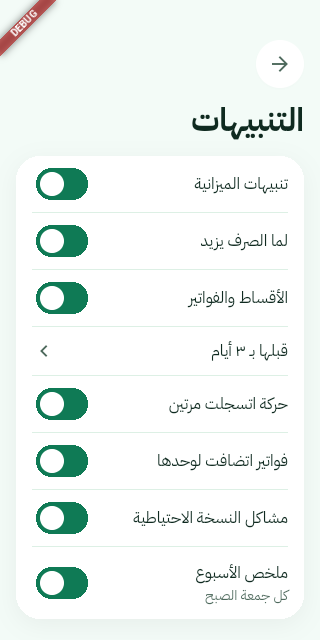 DEBUG
التنبيهات
تنبيهات الميزانية
لما الصرف يزيد
الأقساط والفواتير
قبلها بـ ٣ أيام
حركة اتسجلت مرتين
فواتير اتضافت لوحدها
مشاكل النسخة الاحتياطية
ملخص الأسبوع
كل جمعة الصبح